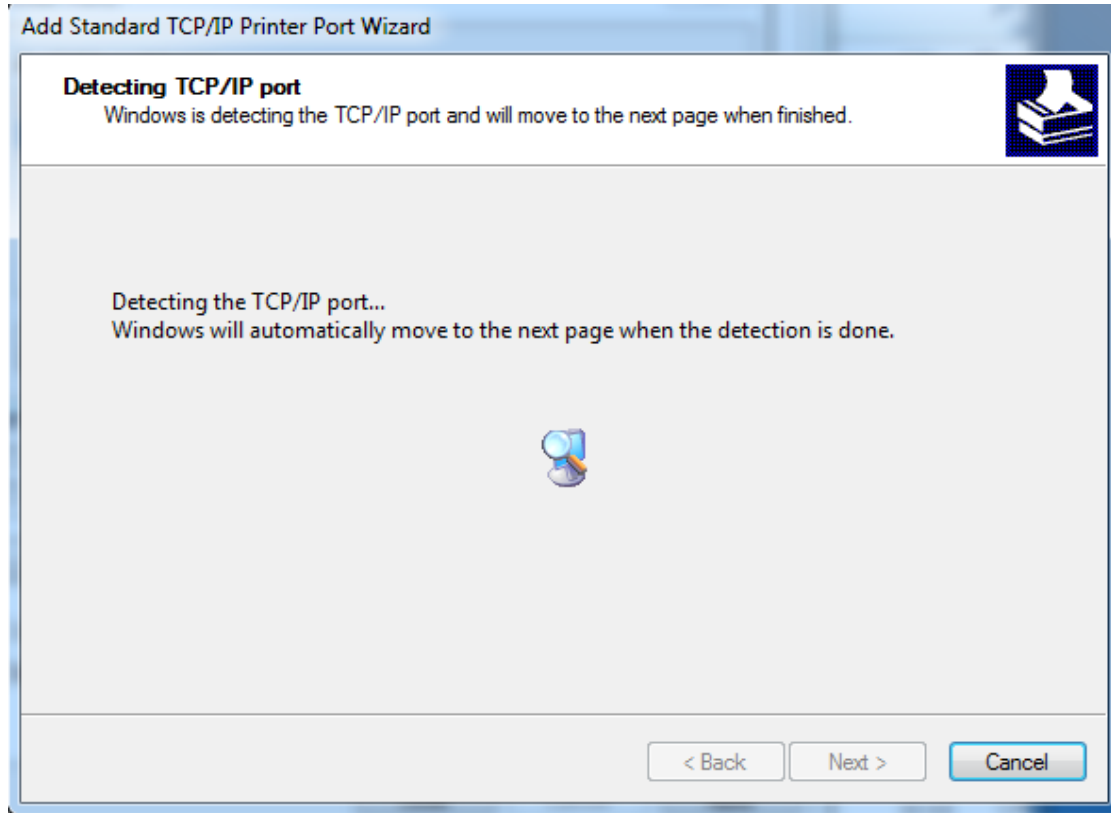 Add Standard TCP/IP Printer Port Wizard
Detecting TCP/IP port
Windows is detecting the TCP/IP port and will move to the next page when finished.
Detecting the TCP/IP port...
Windows will automatically move to the next page when the detection is done.
< Back Next > Cancel